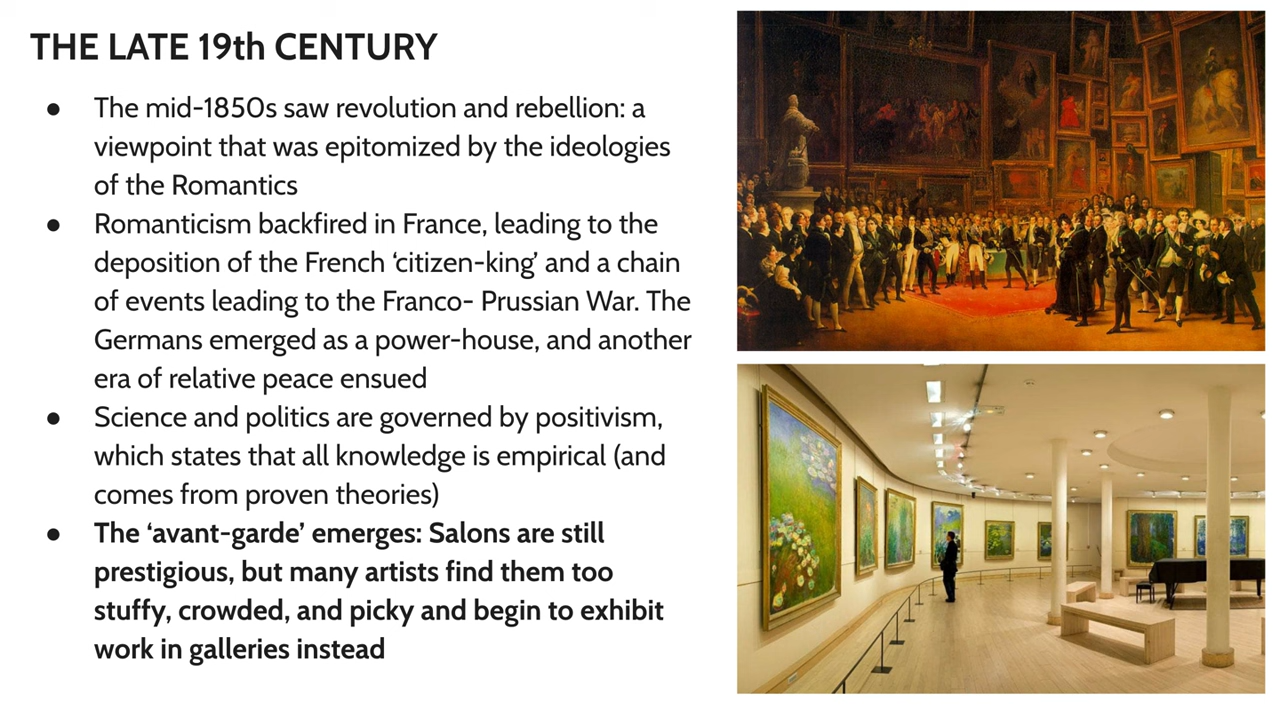 THE LATE 19th CENTURY
● The mid-1850s saw revolution and rebellion: a
viewpoint that was epitomized by the ideologies
of the Romantics
● Romanticism backfired in France, leading to the
deposition of the French ‘citizen-king’ and a chain
of events leading to the Franco- Prussian War. The
Germans emerged as a power-house, and another
era of relative peace ensued
● Science and politics are governed by positivism,
which states that all knowledge is empirical (and
comes from proven theories)
● The ‘avant-garde’ emerges: Salons are still
prestigious, but many artists find them too
stuffy, crowded, and picky and begin to exhibit
work in galleries instead